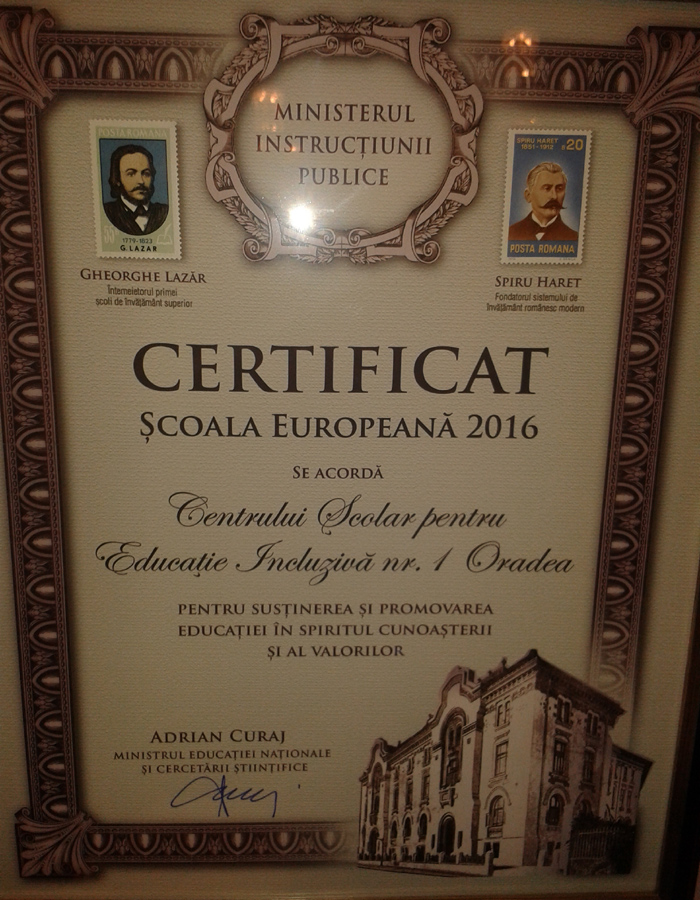 MINISTERUL
INSTRUCȚIUNII
PUBLICE
POSTA ROMANA
1779-1823
G. LAZAR
SPIRU HARET
1851-1912
20
POSTA ROMANA
GHEORGHE LAZĂR
Întemeietorul primei
școli de învățământ superior
SPIRU HARET
Fondatorul sistemului de
învățământ românesc modern
CERTIFICAT
ȘCOALA EUROPEANĂ 2016
SE ACORDĂ
Centrului Școlar pentru
Educație Incluzivă nr. 1 Oradea
PENTRU SUSȚINEREA ȘI PROMOVAREA
EDUCAȚIEI ÎN SPIRITUL CUNOAȘTERII
ȘI AL VALORILOR
ADRIAN CURAJ
MINISTRUL EDUCAȚIEI NAȚIONALE
ȘI CERCETĂRII ȘTIINȚIFICE